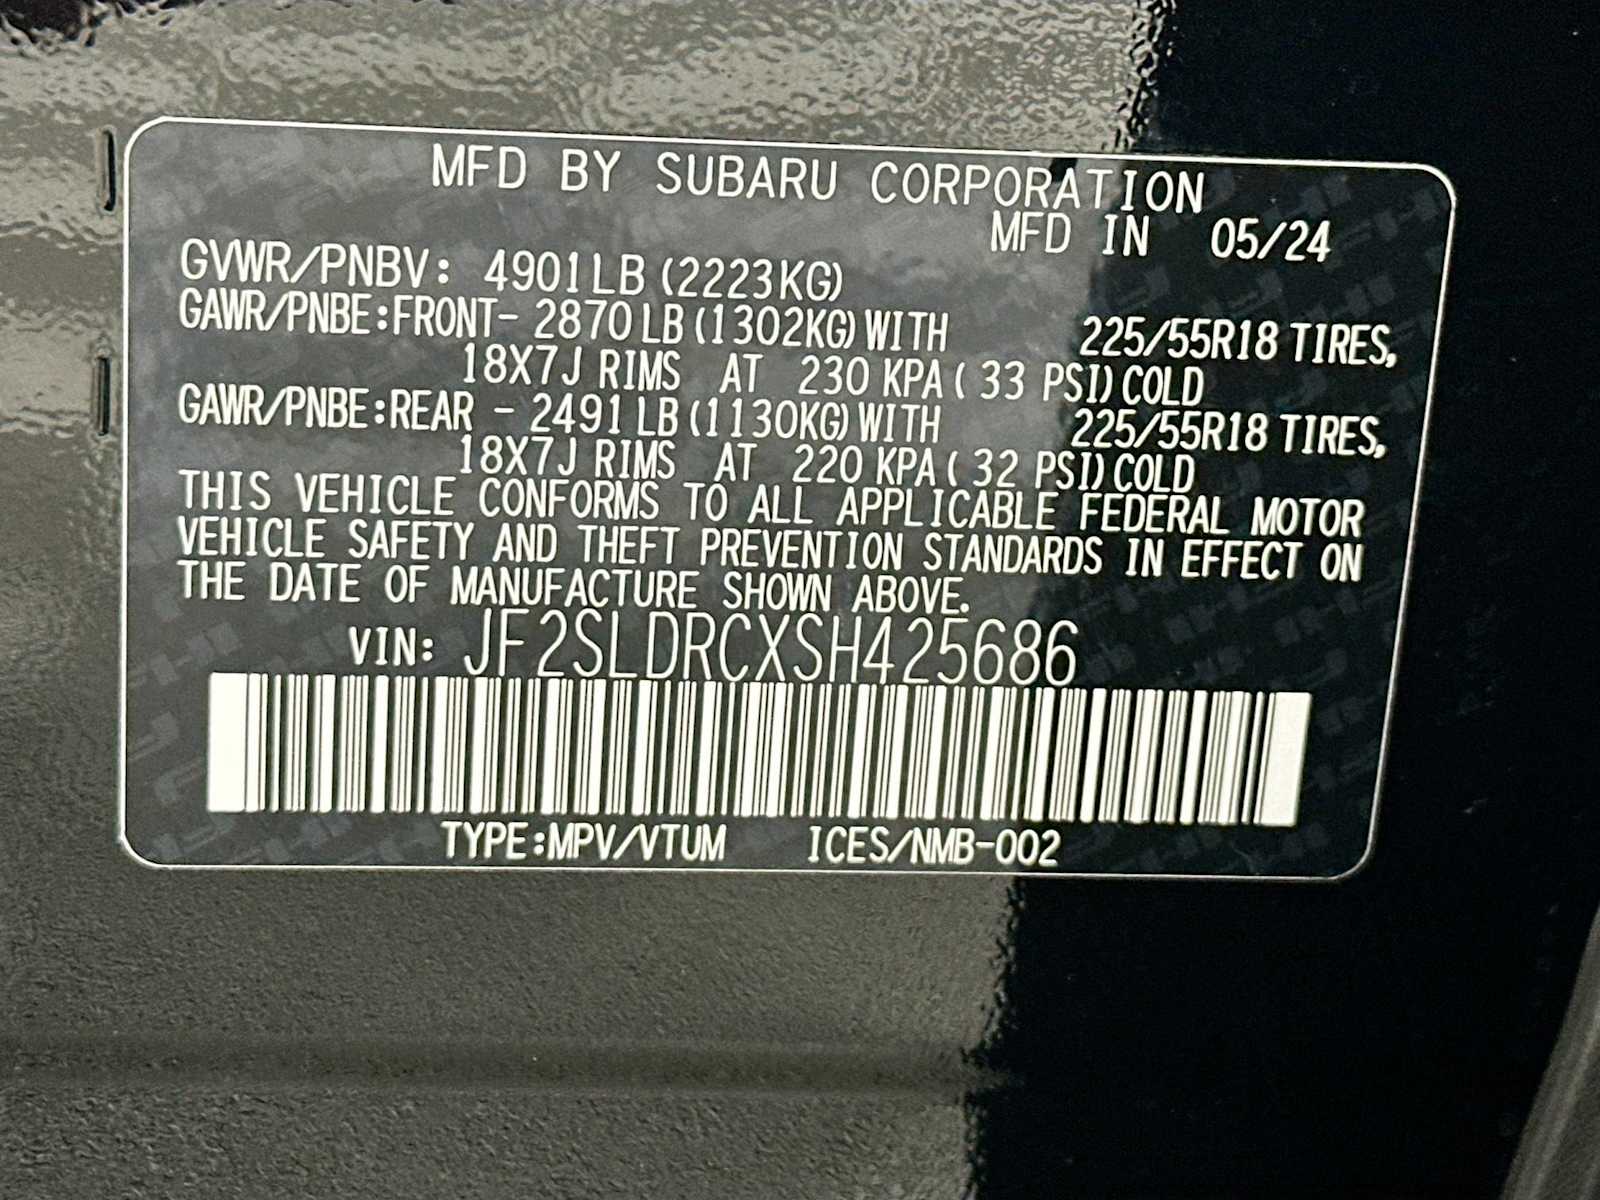 MFD BY SUBARU CORPORATION
MFD IN 05/24
GVWR/PNBV: 4901LB (2223KG)
GAWR/PNBE:FRONT- 2870LB(1302KG)WITH 225/55R18 TIRES,
18X7J RIMS AT 230 KPA( 33 PSI)COLD
GAWR/PNBE:REAR - 2491LB(1130KG)WITH 225/55R18 TIRES,
18X7J RIMS AT 220 KPA( 32 PSI)COLD
THIS VEHICLE CONFORMS TO ALL APPLICABLE FEDERAL MOTOR
VEHICLE SAFETY AND THEFT PREVENTION STANDARDS IN EFFECT ON
THE DATE OF MANUFACTURE SHOWN ABOVE.
VIN: JF2SLDRCXSH425686
TYPE:MPV/VTUM ICES/NMB-002